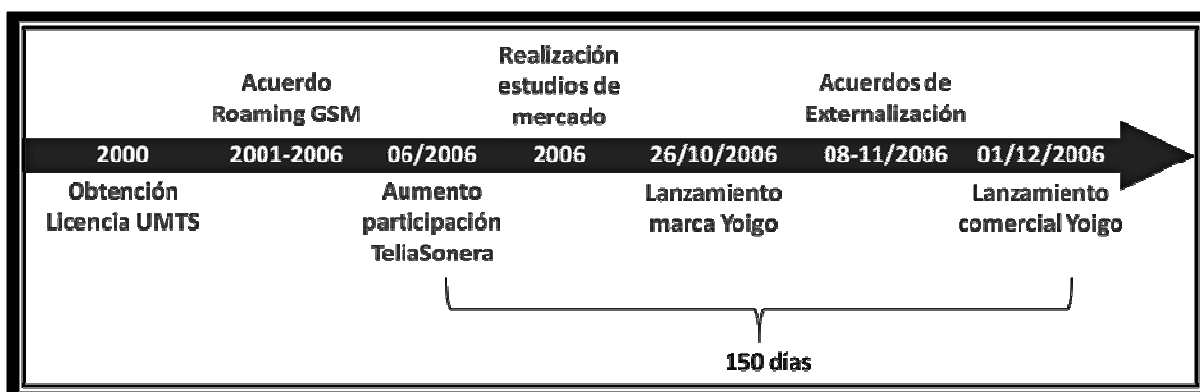 Acuerdo
Roaming GSM
Realización
estudios de
mercado
Acuerdos de
Externalización
2000 2001-2006 06/2006 2006 26/10/2006 08-11/2006 01/12/2006
Obtención
Licencia UMTS
Aumento
participación
TeliaSonera
Lanzamiento
marca Yoigo
Lanzamiento
comercial Yoigo
150 días